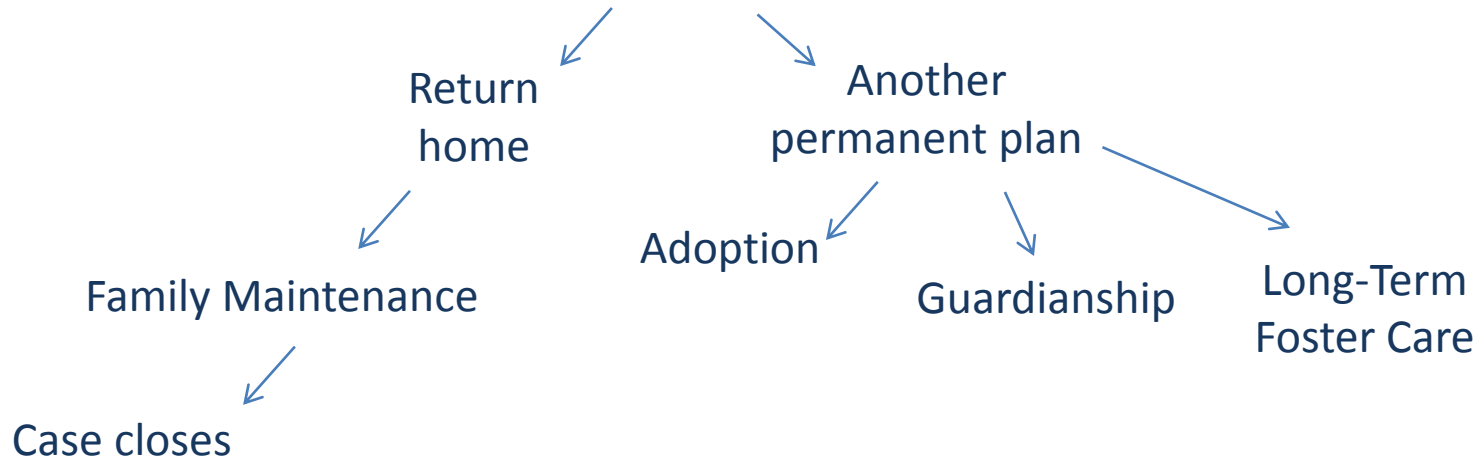 Return
home
Another
permanent plan
Adoption
Family Maintenance
Guardianship
Long-Term
Foster Care
Case closes